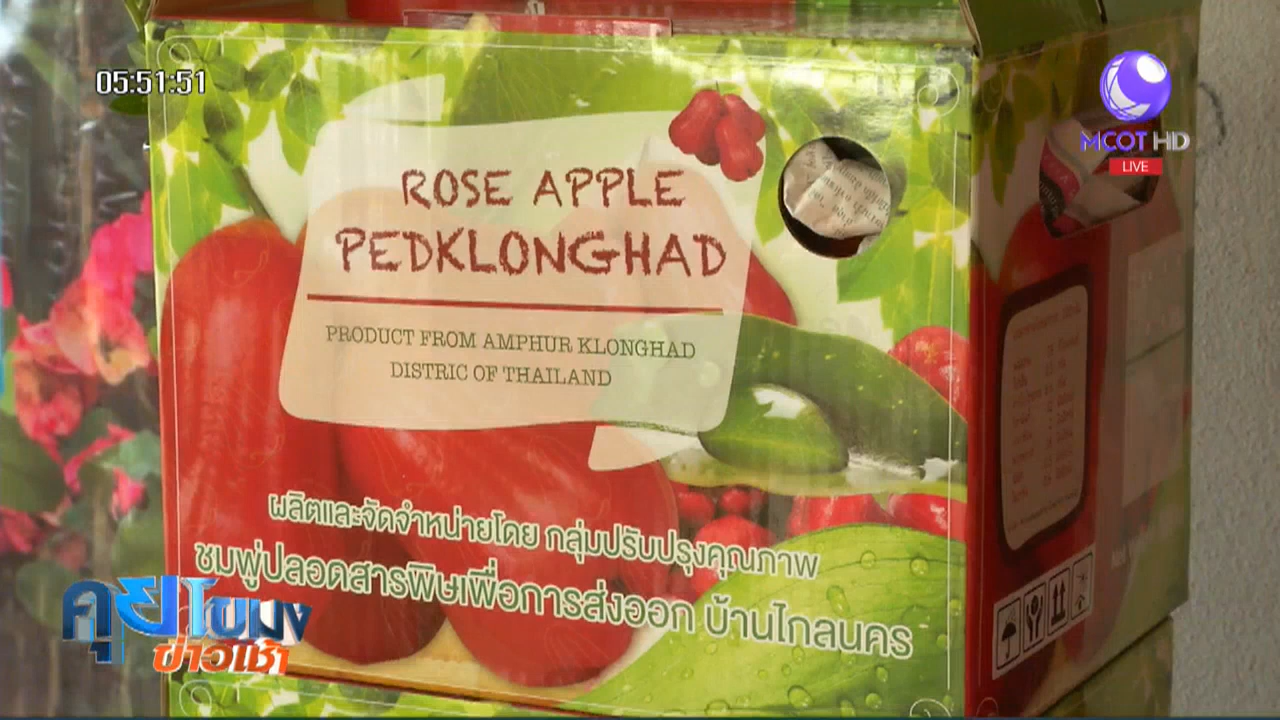 05:51:51
MCOT HD
LIVE
ROSE APPLE
PEDKLONGHAD
PRODUCT FROM AMPHUR KLONGHAD
DISTRIC OF THAILAND
ผลิตและจัดจำหน่ายโดย กลุ่มปรับปรุงคุณภาพ
ชมพู่ปลอดสารพิษเพื่อการส่งออก บ้านไกลนคร
คุยโขมง
ข่าวเช้า